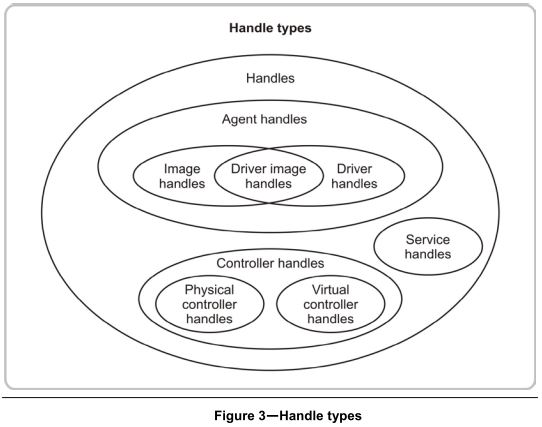 Handle types
Handles
Agent handles
Image
handles
Driver image
handles
Driver
handles
Service
handles
Controller handles
Physical
controller
handles
Virtual
controller
handles
Figure 3—Handle types